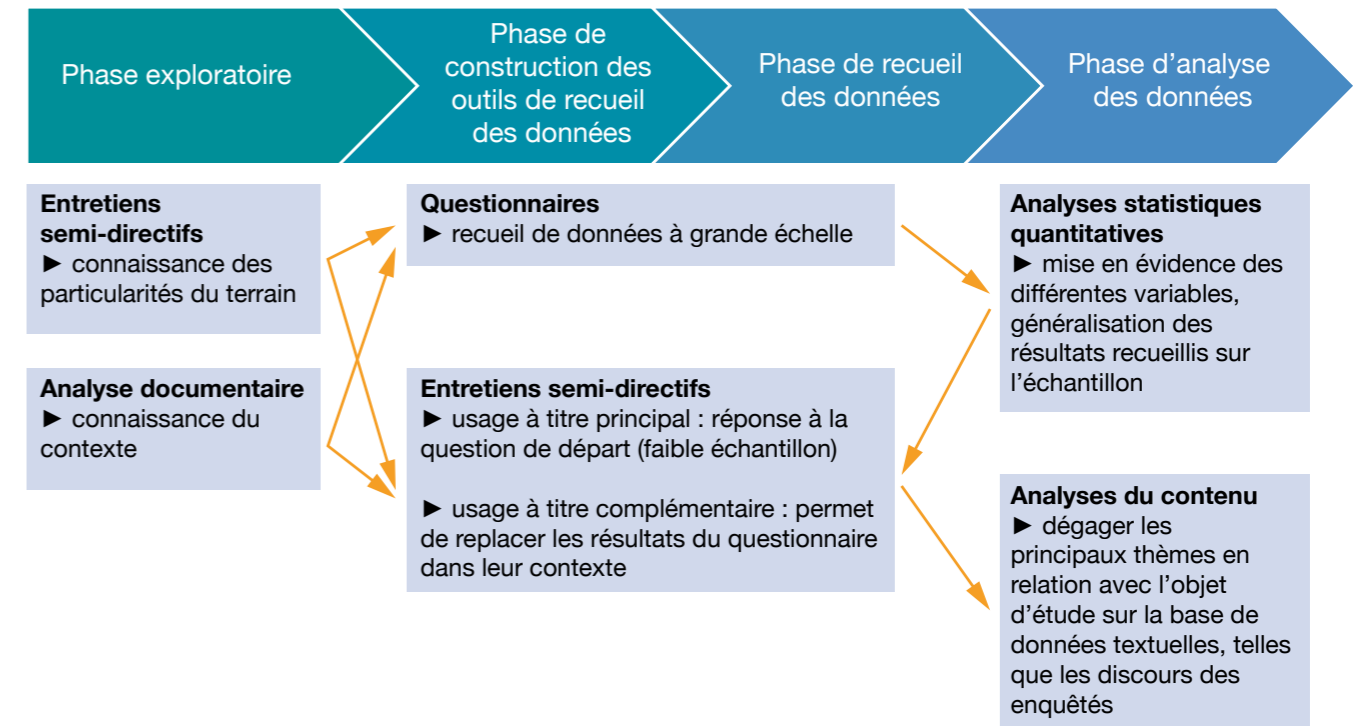 Phase exploratoire
Phase de
construction des
outils de recueil
des données
Phase de recueil
des données
Phase d’analyse
des données
Entretiens
semi-directifs
► connaissance des
particularités du terrain
Analyse documentaire
► connaissance du
contexte
Questionnaires
► recueil de données à grande échelle
Entretiens semi-directifs
► usage à titre principal : réponse à la
question de départ (faible échantillon)
► usage à titre complémentaire : permet
de replacer les résultats du questionnaire
dans leur contexte
Analyses statistiques
quantitatives
► mise en évidence des
différentes variables,
généralisation des
résultats recueillis sur
l’échantillon
Analyses du contenu
► dégager les
principaux thèmes en
relation avec l’objet
d’étude sur la base de
données textuelles, telles
que les discours des
enquêtés